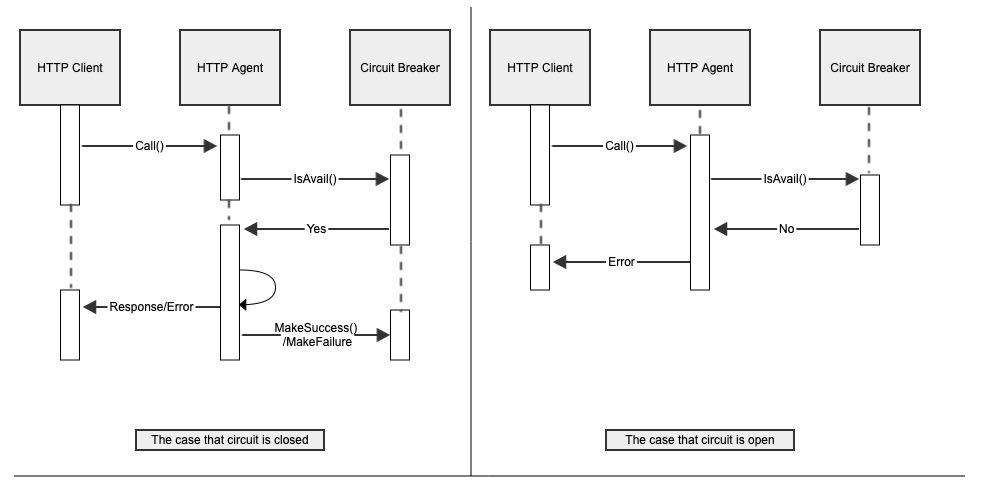 HTTP Client
HTTP Agent
Circuit Breaker
Call()
IsAvail()
Yes
Response/Error
MakeSuccess()
/MakeFailure
The case that circuit is closed
HTTP Client
HTTP Agent
Circuit Breaker
Call()
IsAvail()
No
Error
The case that circuit is open